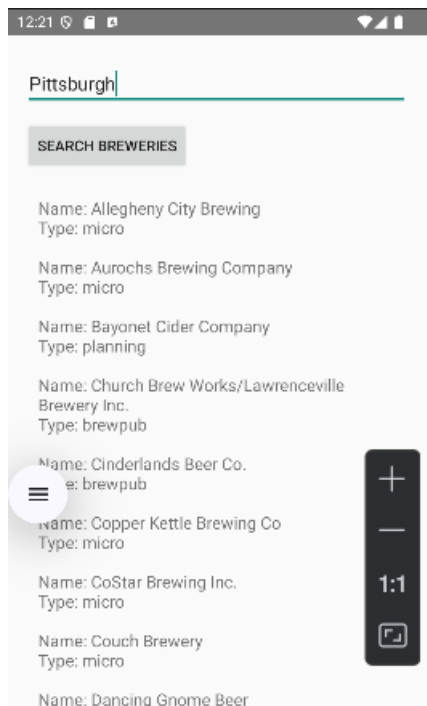 12:21
Pittsburgh
SEARCH BREWERIES
Name: Allegheny City Brewing
Type: micro
Name: Aurochs Brewing Company
Type: micro
Name: Bayonet Cider Company
Type: planning
Name: Church Brew Works/Lawrenceville
Brewery Inc.
Type: brewpub
Name: Cinderlands Beer Co.
e: brewpub
Name: Copper Kettle Brewing Co
Type: micro
Name: CoStar Brewing Inc.
Type: micro
Name: Couch Brewery
Type: micro
Name: Dancing Gnome Beer
1:1